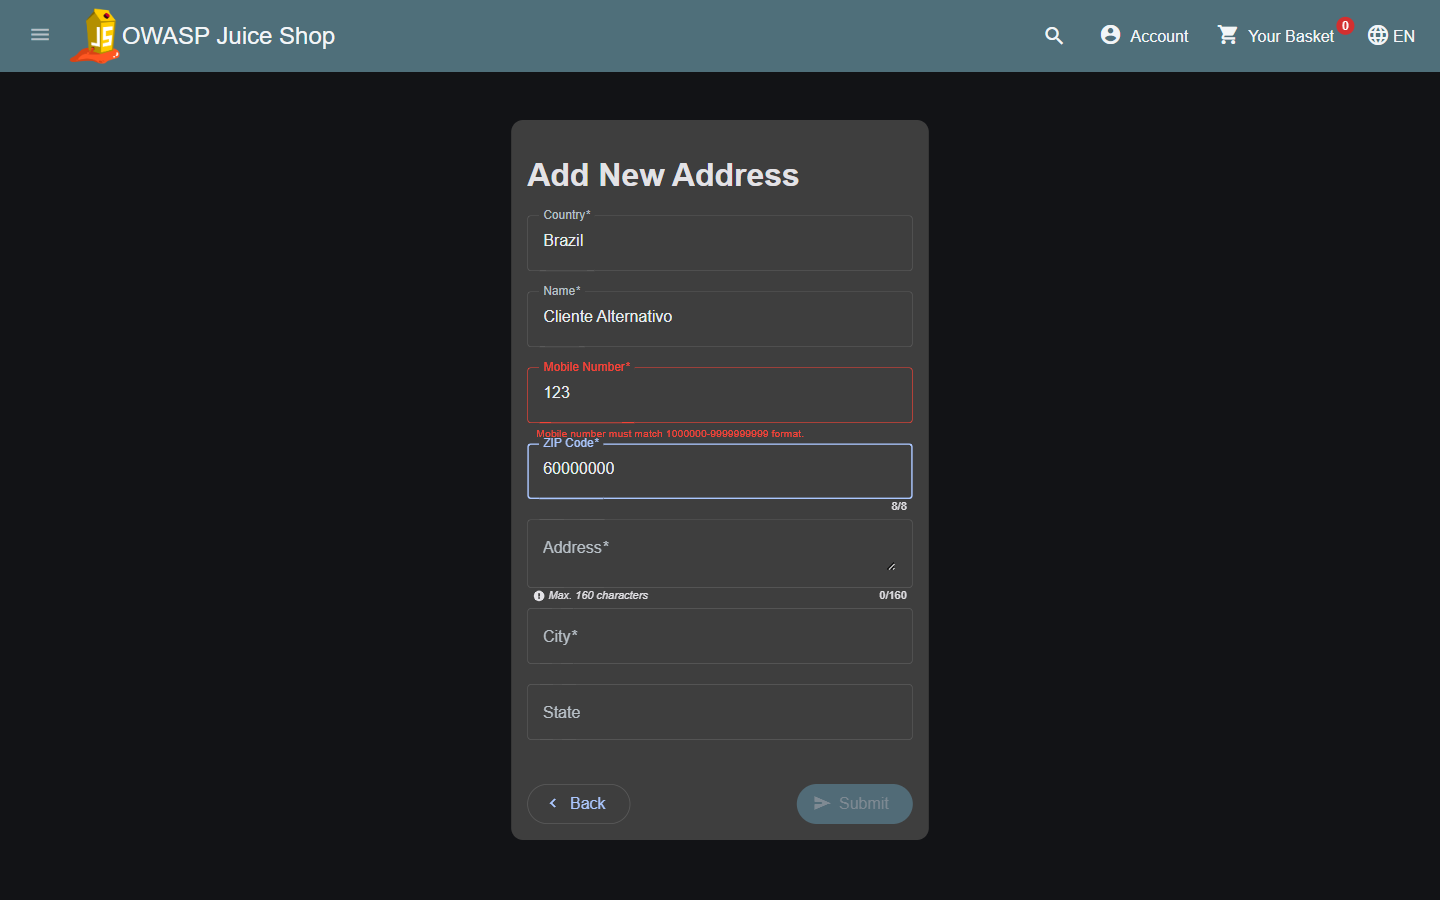 OWASP Juice Shop
Account
Your Basket
0
EN
Add New Address
Country*
Brazil
Name*
Cliente Alternativo
Mobile Number*
123
Mobile number must match 1000000-9999999999 format.
ZIP Code*
60000000
8/8
Address*
Max. 160 characters
0/160
City*
State
Back
Submit